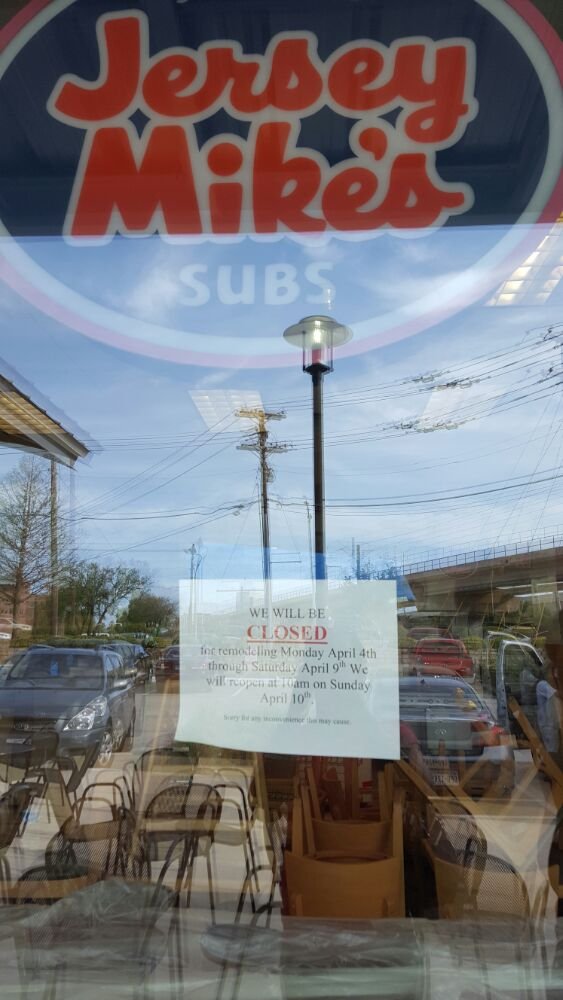 Jersey
Mike's
SUBS
WE WILL BE
CLOSED
for remodeling Monday April 4th
through Saturday April 9th We
will reopen at 10am on Sunday
April 10th
Sorry for any inconvenience this may cause.